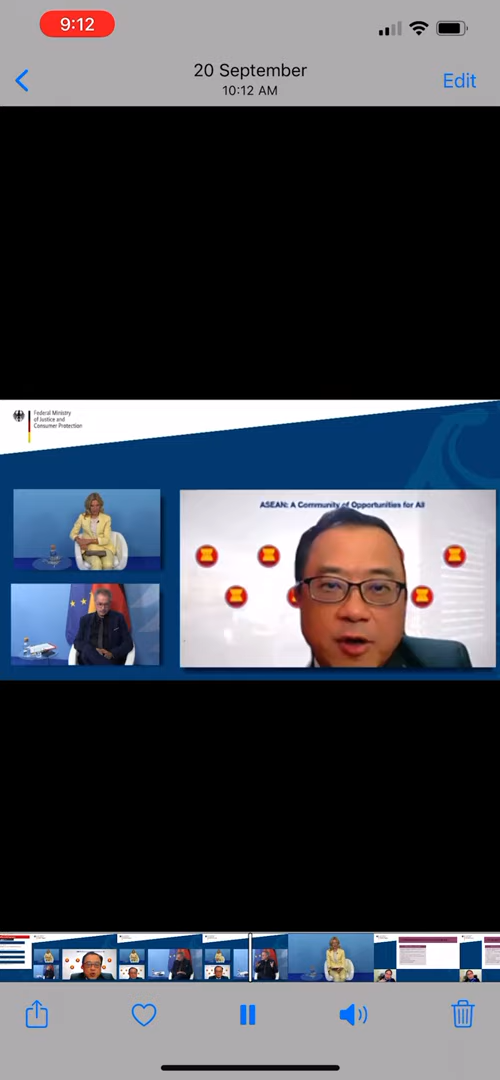 9:12
20 September
10:12 AM
Edit
Federal Ministry
of Justice and
Consumer Protection
ASEAN: A Community of Opportunities for All